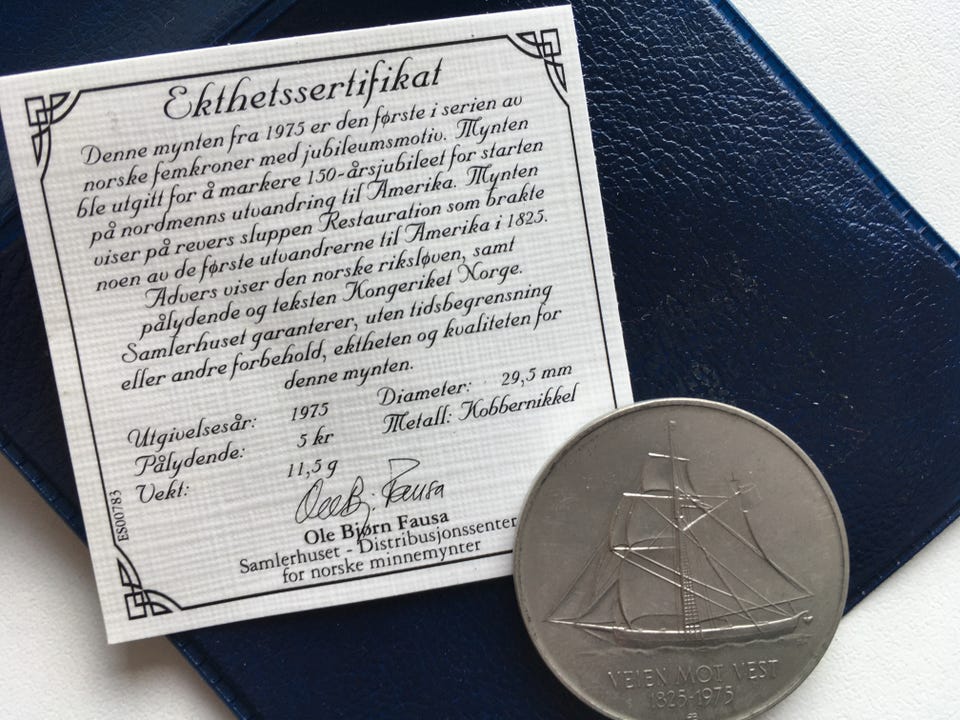 Ekthetssertifikat
Denne mynten fra 1975 er den første i serien av
norske femkroner med jubileumsmotiv. Mynten
ble utgitt for å markere 150-årsjubileet for starten
på nordmenns utvandring til Amerika. Mynten
viser på revers sluppen Restauration som brakte
noen av de første utvandrerne til Amerika i 1825.
Advers viser den norske riksløven, samt
pålydende og teksten Kongeriket Norge.
Samlerhuset garanterer, uten tidsbegrensning
eller andre forbehold, ektheten og kvaliteten for
denne mynten.
Utgivelsesår: 1975 Diameter: 29,5 mm
Pålydende: 5 kr Metall: Kobbernikkel
Vekt: 11,5 g
Ole Bj. Fausa
Ole Bjørn Fausa
Samlerhuset - Distribusjonssenter
for norske minnemynter
ES00783
VEIEN MOT VEST
1825-1975